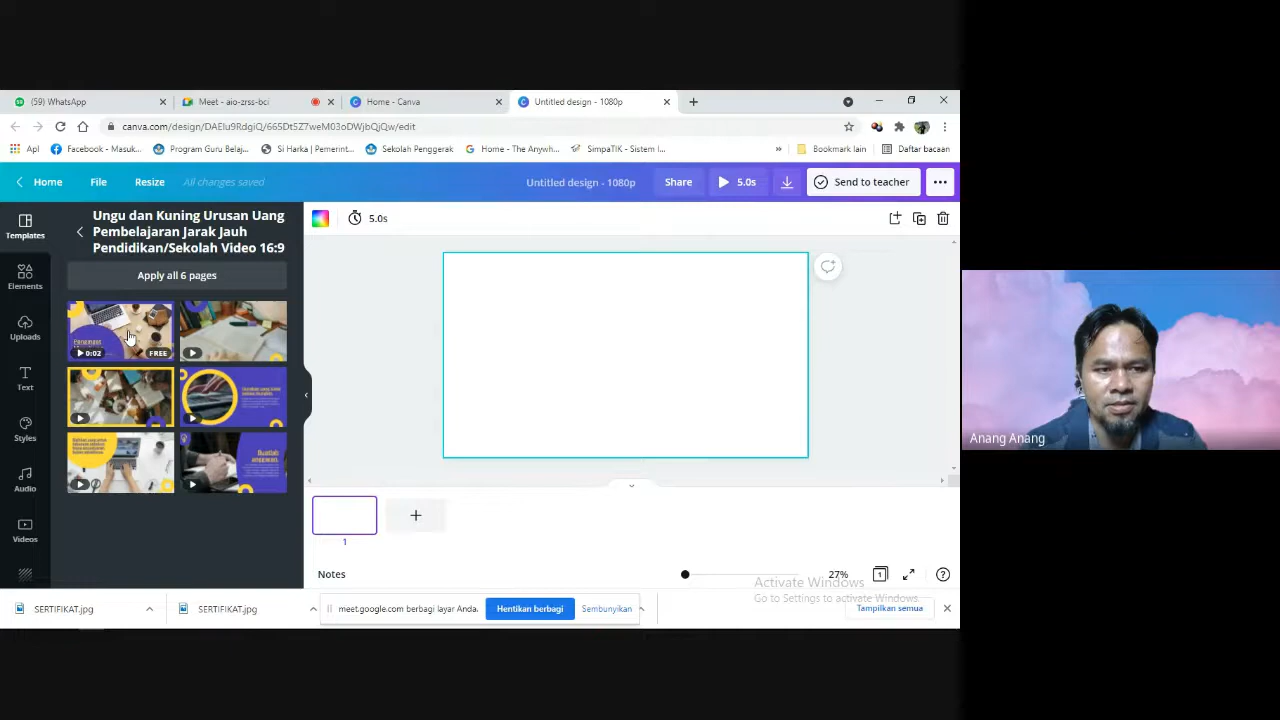 (59) WhatsApp
Meet - aio-zrss-bci
Home - Canva
Untitled design - 1080p
canva.com/design/DAElu9RdgiQ/665Dt5Z7weM03oDWjbQjQw/edit
Apl
Facebook - Masuk...
Program Guru Belaj...
Si Harka | Pemerint...
Sekolah Penggerak
Google - The Anywh...
SimpaTIK - Sistem I...
»
Bookmark lain
Daftar bacaan
Home
File
Resize
All changes saved
Untitled design - 1080p
Share
5.0s
Send to teacher
Templates
Elements
Uploads
Text
Styles
Audio
Videos
Ungu dan Kuning Urusan Uang
Pembelajaran Jarak Jauh
Pendidikan/Sekolah Video 16:9
Apply all 6 pages
0:02
FREE
5.0s
1
Notes
27%
1
Activate Windows
Go to Settings to activate Windows.
SERTIFIKAT.jpg
SERTIFIKAT.jpg
meet.google.com berbagi layar Anda.
Hentikan berbagi
Sembunyikan
Tampilkan semua
Anang Anang